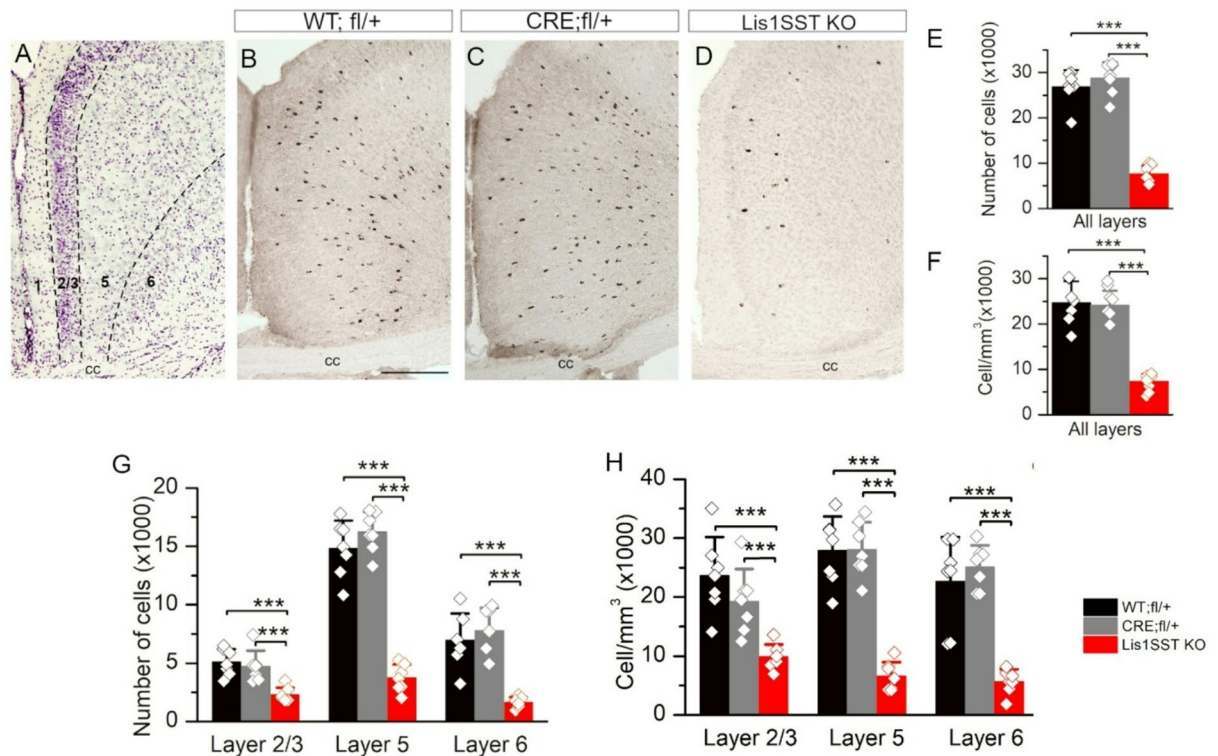 WT; fl/+
CRE;fl/+
Lis1SST KO
A
1
2/3
5
6
cc
B
cc
C
cc
D
cc
E
Number of cells (x1000)
30
20
10
0
***
***
All layers
F
Cell/mm³ (x1000)
30
20
10
0
***
***
All layers
G
Number of cells (x1000)
20
15
10
5
0
***
***
***
***
***
***
Layer 2/3
Layer 5
Layer 6
H
Cell/mm³ (x1000)
40
30
20
10
0
***
***
***
***
***
***
Layer 2/3
Layer 5
Layer 6
WT;fl/+
CRE;fl/+
Lis1SST KO